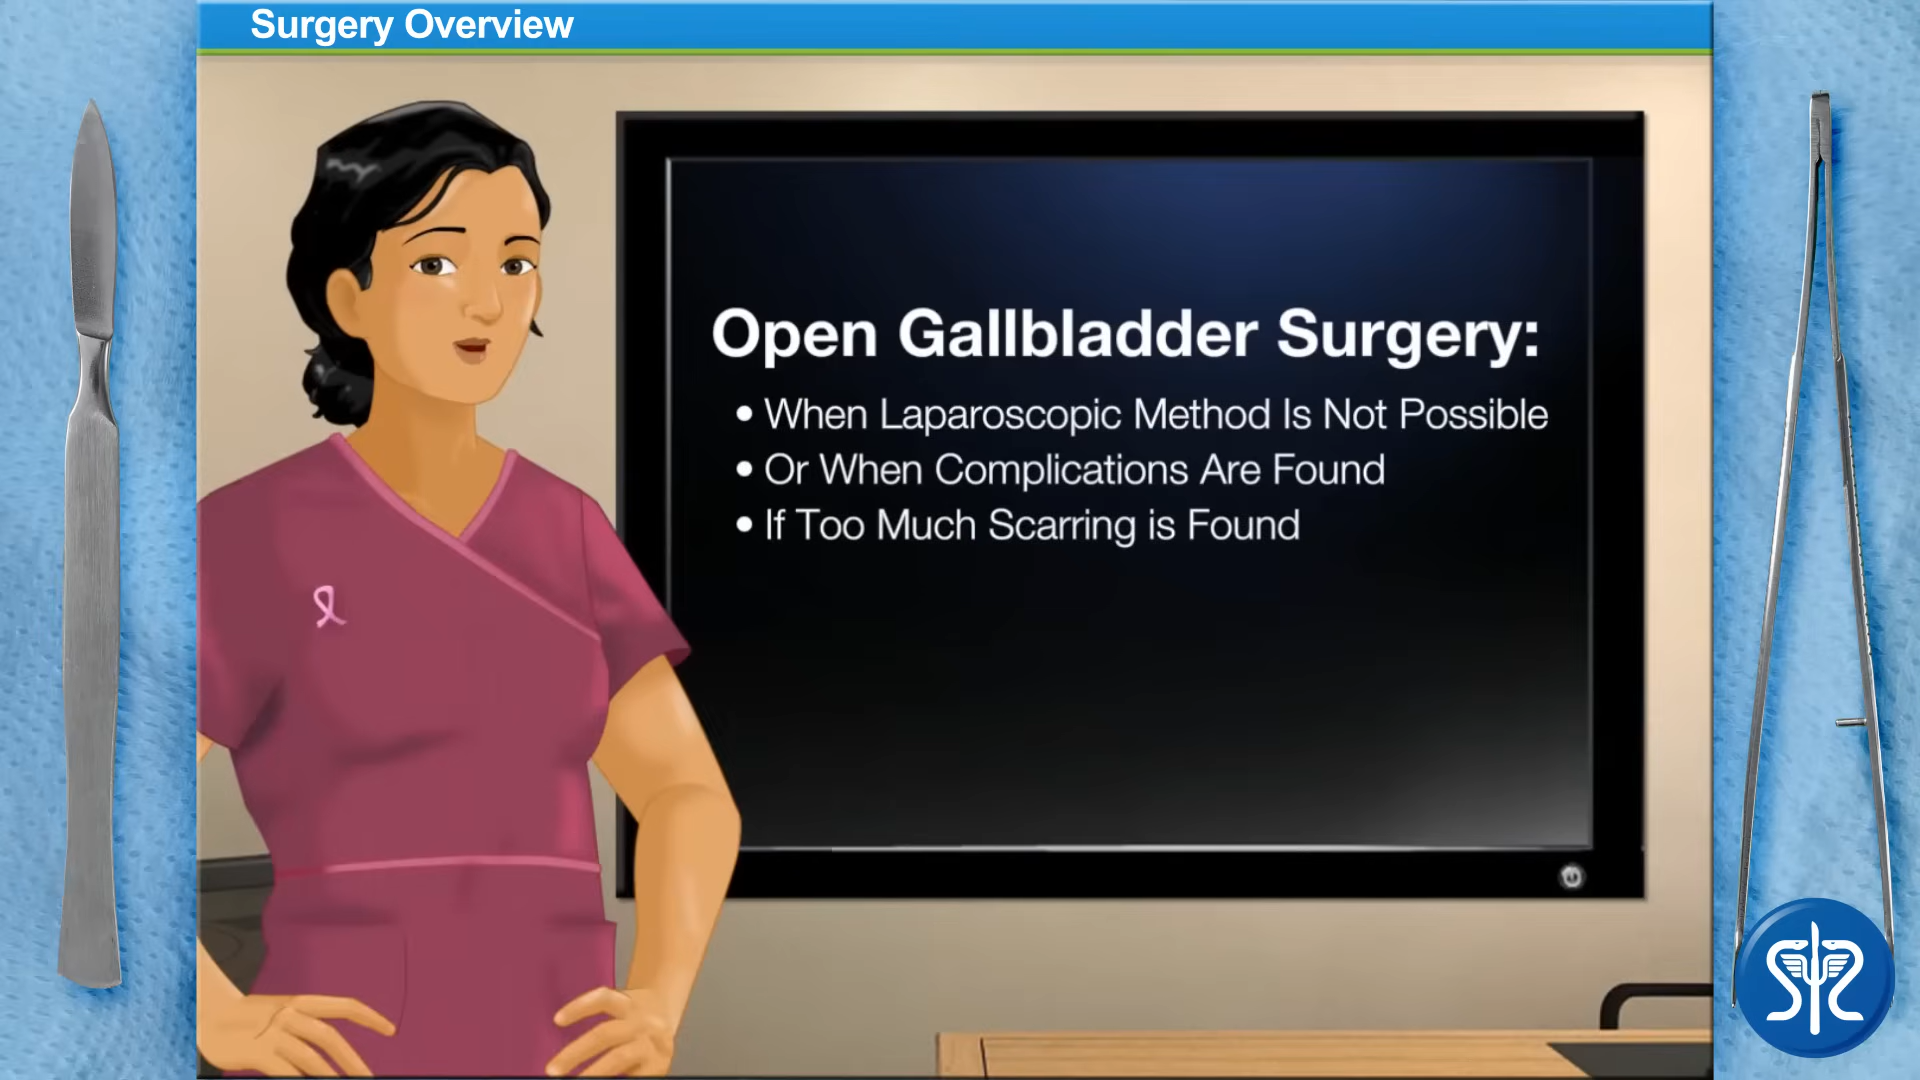 Surgery Overview
Open Gallbladder Surgery:
• When Laparoscopic Method Is Not Possible
• Or When Complications Are Found
• If Too Much Scarring is Found